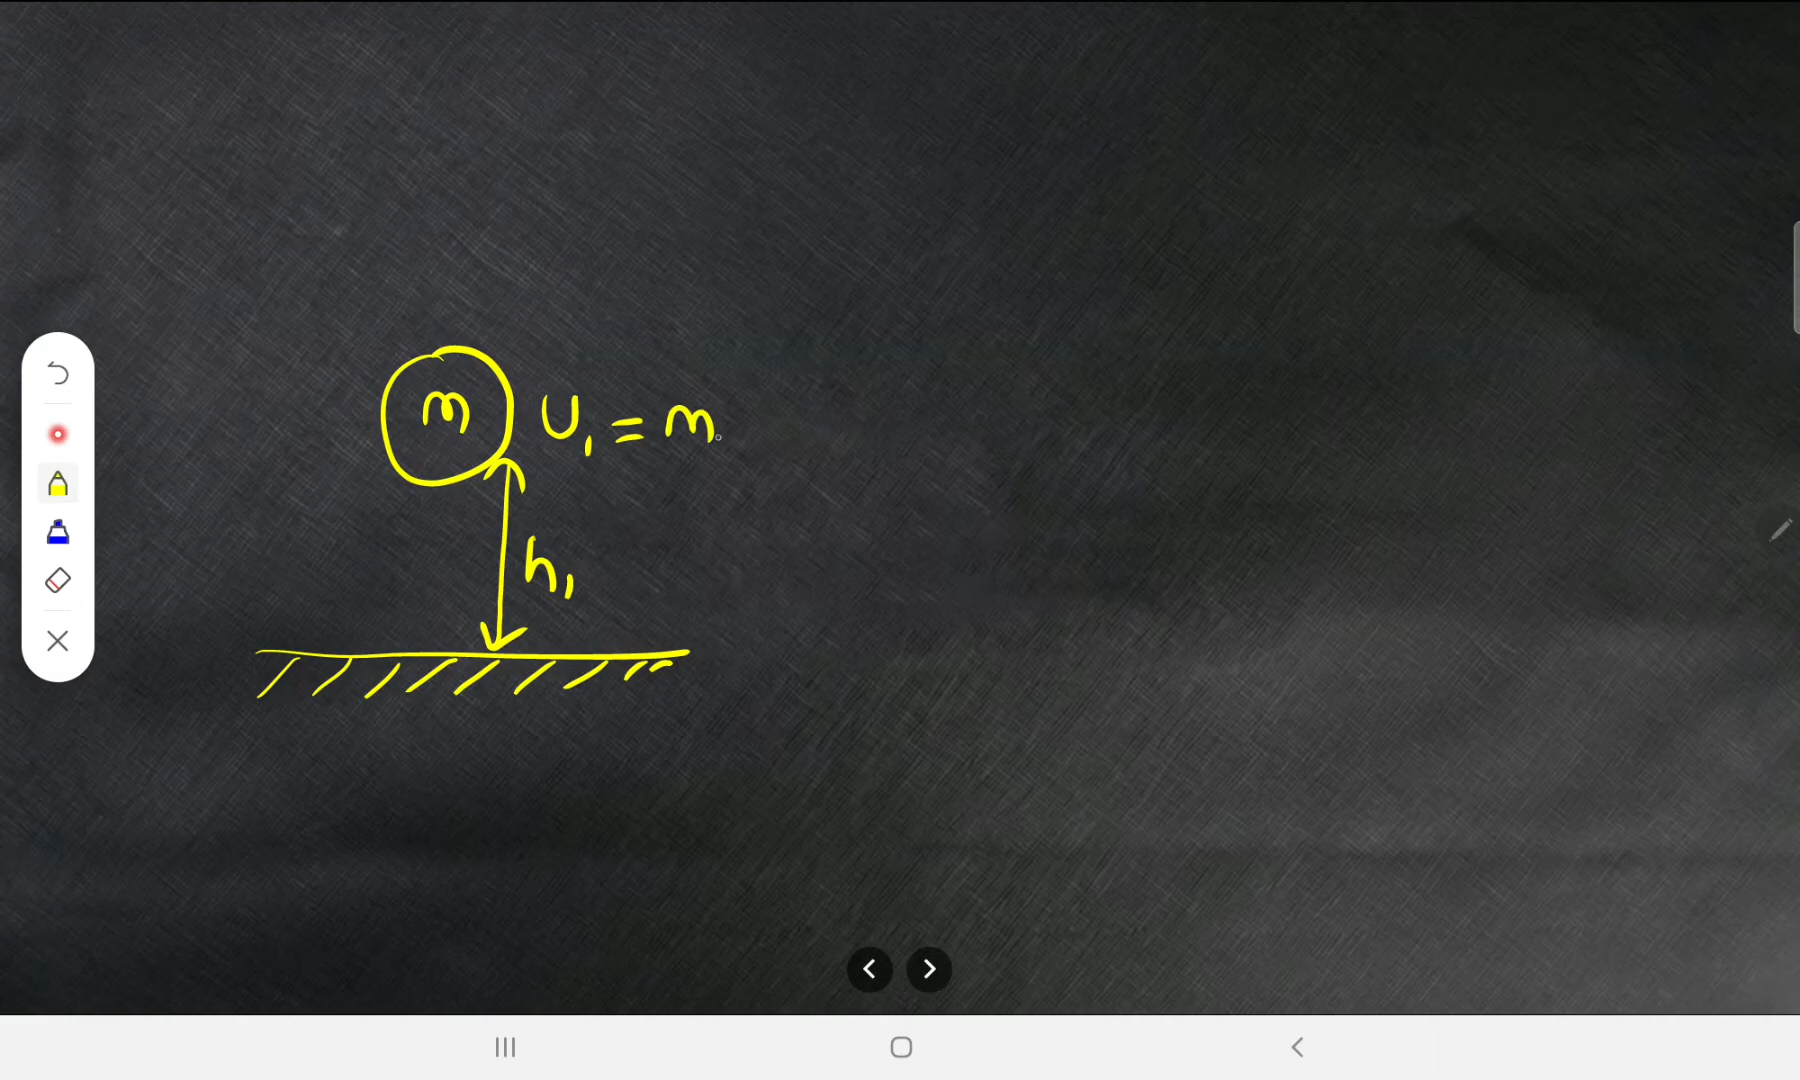 m U₁ = m
h₁